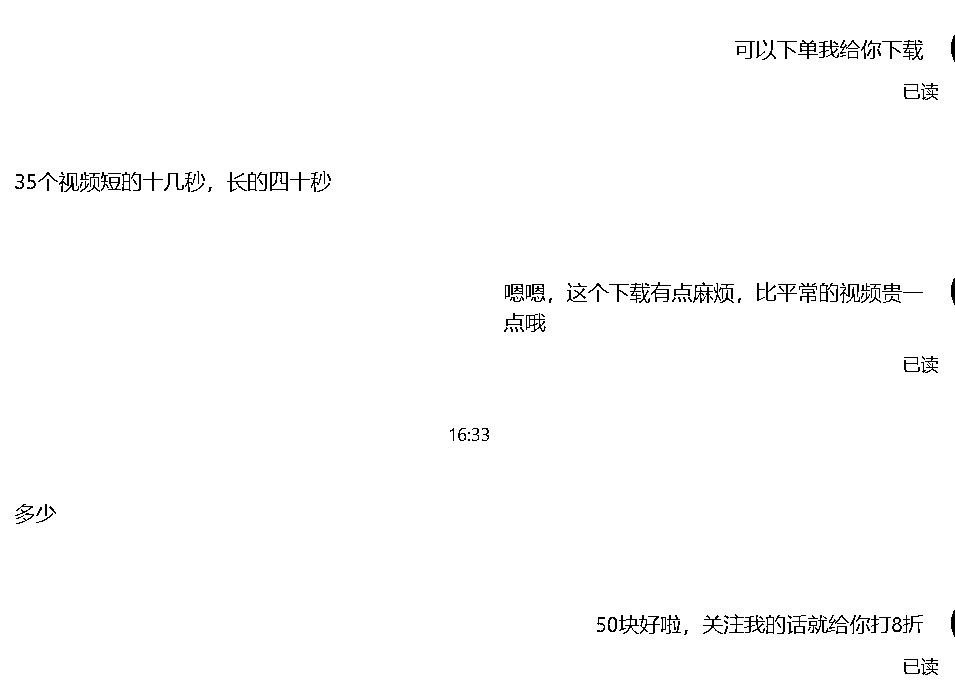 可以下单我给你下载
已读
35个视频短的十几秒，长的四十秒
嗯嗯，这个下载有点麻烦，比平常的视频贵一
点哦
已读
16:33
多少
50块好啦，关注我的话就给你打8折
已读